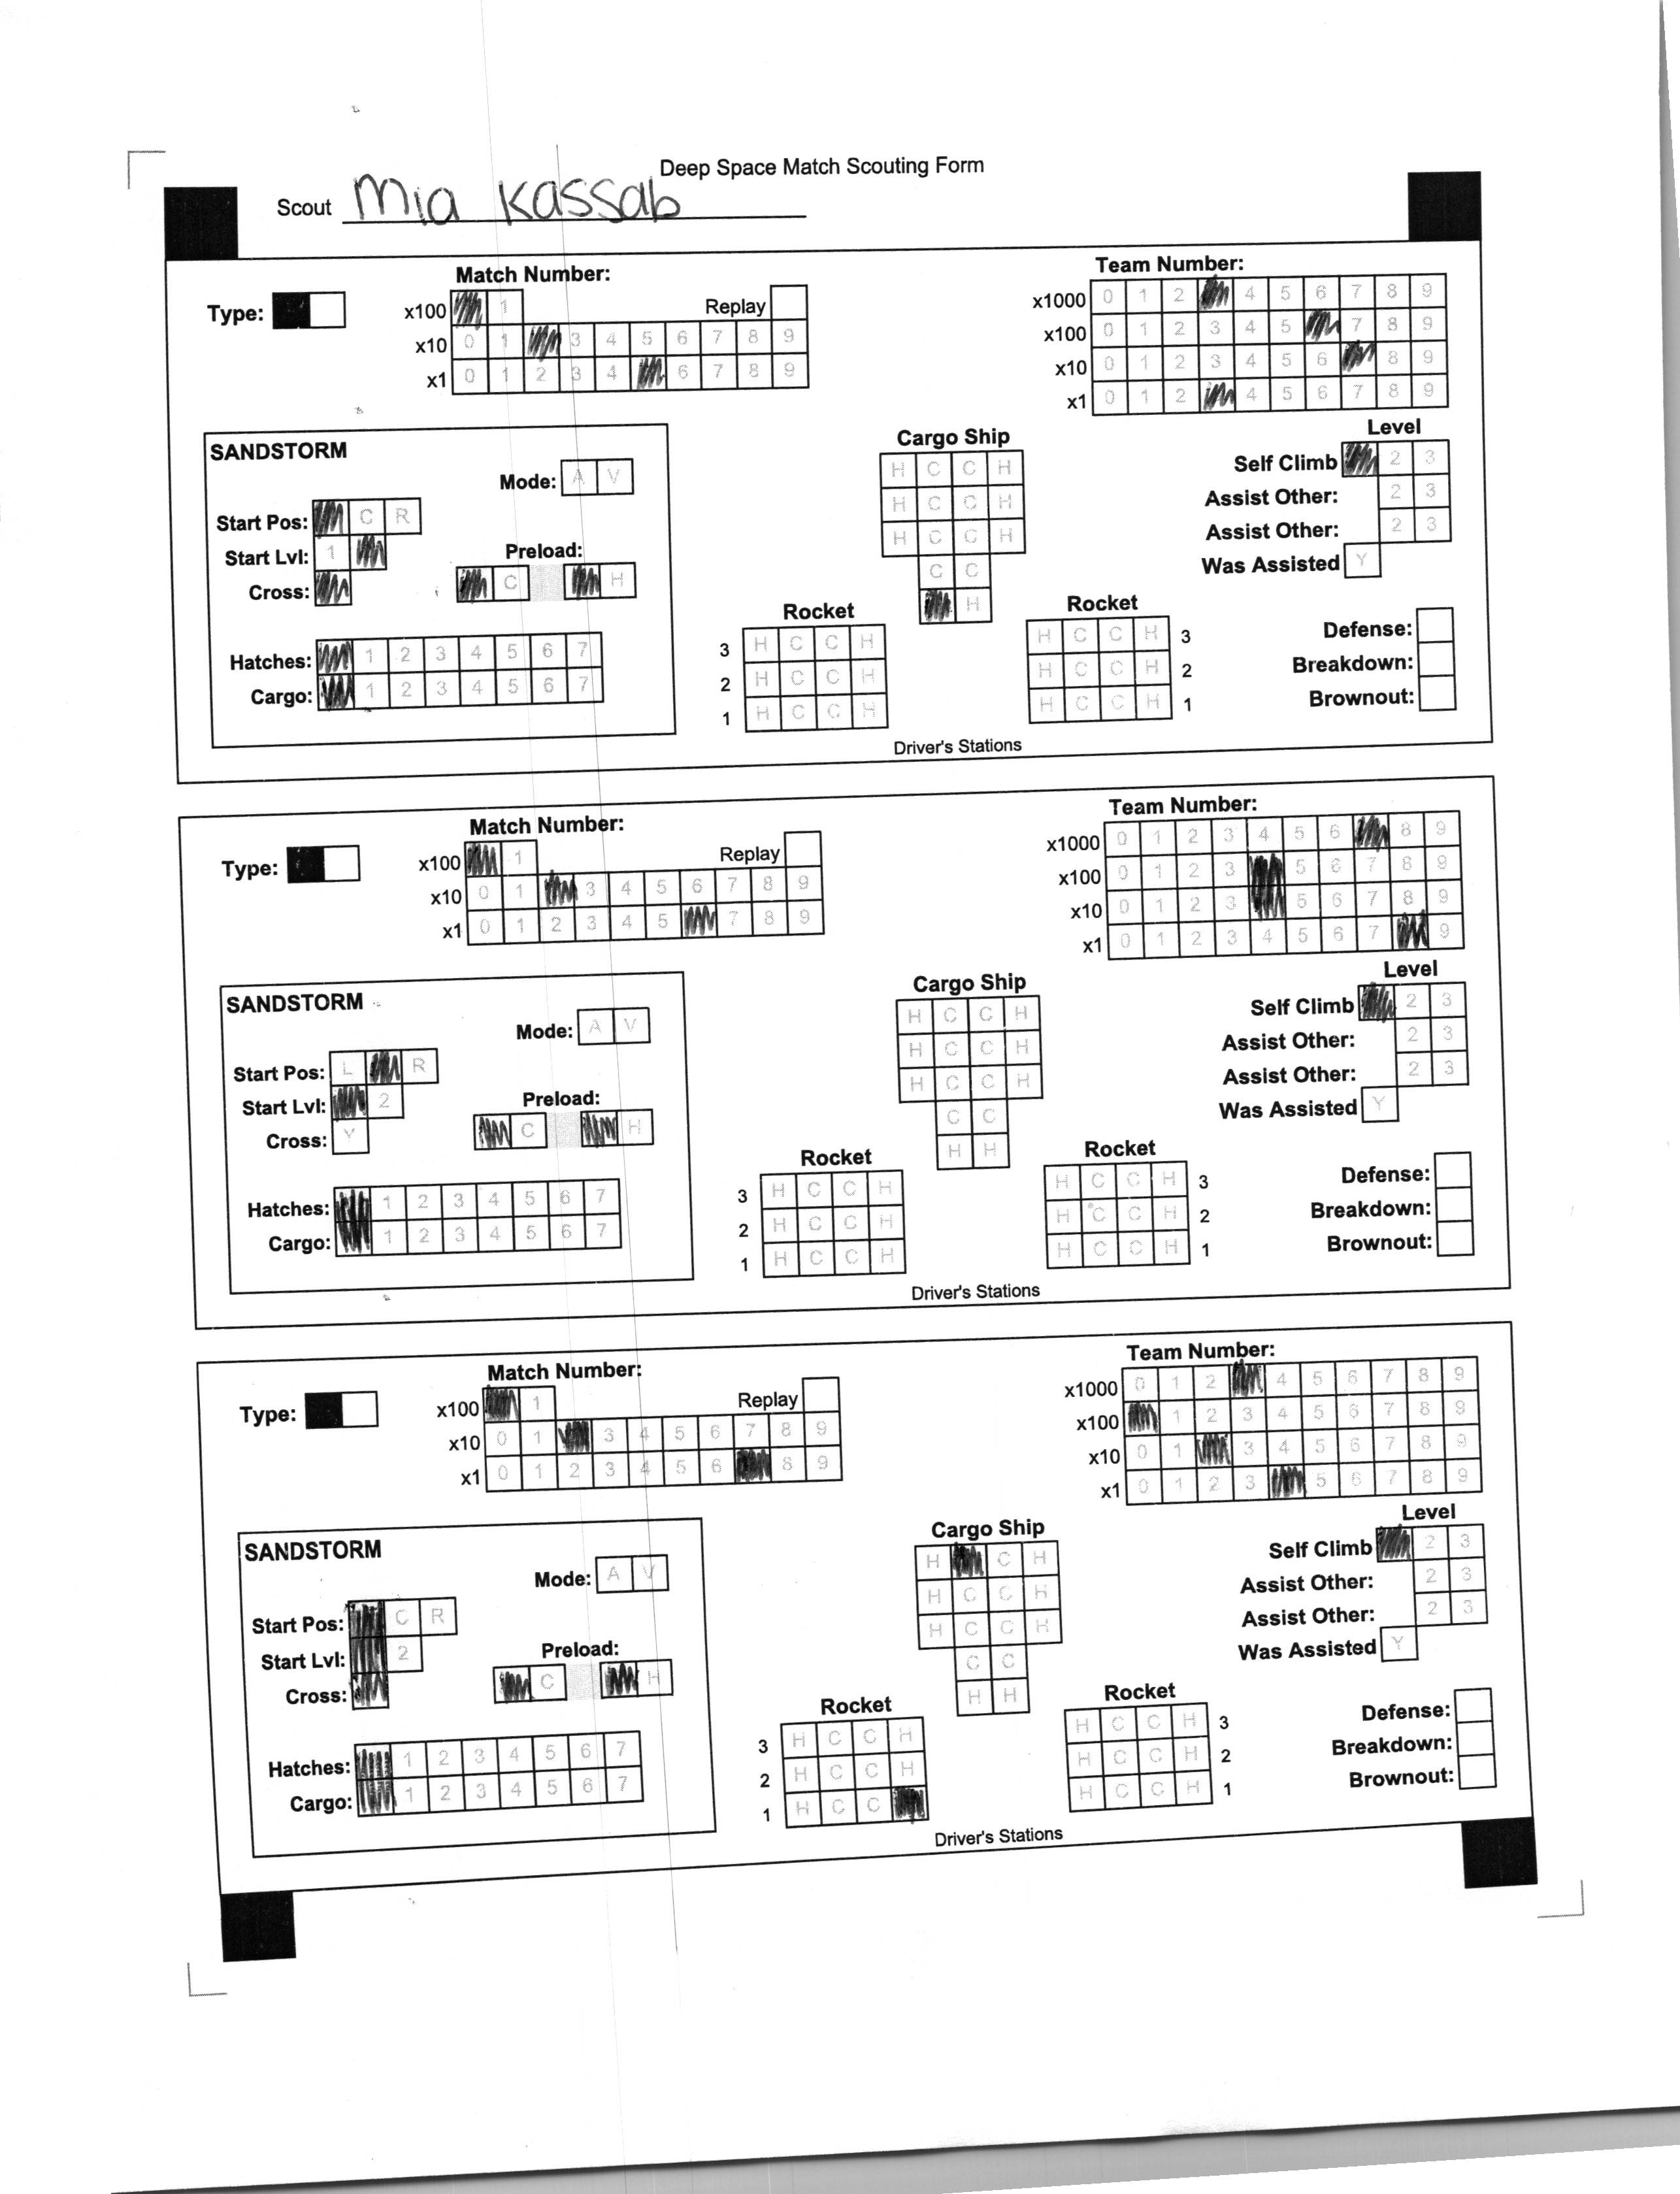 Deep Space Match Scouting Form
Scout Mia Kassab
Match Number: Team Number:
Type: x100 1 Replay x1000 0 1 2 4 5 6 7 8 9
x10 0 1 3 4 5 6 7 8 9 x100 0 1 2 3 4 5 7 8 9
x1 0 1 2 3 4 6 7 8 9 x10 0 1 2 3 4 5 6 8 9
x1 0 1 2 4 5 6 7 8 9
SANDSTORM Cargo Ship Level
Mode: A V H C C H Self Climb 2 3
Start Pos: C R H C C H Assist Other: 2 3
Start Lvl: 1 Preload: H C C H Assist Other: 2 3
Cross: C H C C Was Assisted Y
H
Rocket Rocket
Hatches: 1 2 3 4 5 6 7 3 H C C H H C C H 3 Defense:
Cargo: 1 2 3 4 5 6 7 2 H C C H H C C H 2 Breakdown:
1 H C C H H C C H 1 Brownout:
Driver's Stations
Match Number: Team Number:
Type: x100 1 Replay x1000 0 1 2 3 4 5 6 8 9
x10 0 1 3 4 5 6 7 8 9 x100 0 1 2 3 5 6 7 8 9
x1 0 1 2 3 4 5 7 8 9 x10 0 1 2 3 5 6 7 8 9
x1 0 1 2 3 4 5 6 7 9
SANDSTORM Cargo Ship Level
Mode: A V H C C H Self Climb 2 3
Start Pos: L R H C C H Assist Other: 2 3
Start Lvl: 2 Preload: H C C H Assist Other: 2 3
Cross: Y C H C C Was Assisted Y
H H
Rocket Rocket
Hatches: 1 2 3 4 5 6 7 3 H C C H H C C H 3 Defense:
Cargo: 1 2 3 4 5 6 7 2 H C C H H C C H 2 Breakdown:
1 H C C H H C C H 1 Brownout:
Driver's Stations
Match Number: Team Number:
Type: x100 1 Replay x1000 0 1 2 4 5 6 7 8 9
x10 0 1 3 4 5 6 7 8 9 x100 1 2 3 4 5 6 7 8 9
x1 0 1 2 3 4 5 6 8 9 x10 0 1 3 4 5 6 7 8 9
x1 0 1 2 3 5 6 7 8 9
SANDSTORM Cargo Ship Level
Mode: A V H C H Self Climb 2 3
Start Pos: C R H C C H Assist Other: 2 3
Start Lvl: 2 Preload: H C C H Assist Other: 2 3
Cross: C H C C Was Assisted Y
H H
Rocket Rocket
Hatches: 1 2 3 4 5 6 7 3 H C C H H C C H 3 Defense:
Cargo: 1 2 3 4 5 6 7 2 H C C H H C C H 2 Breakdown:
1 H C C H C C H 1 Brownout:
Driver's Stations